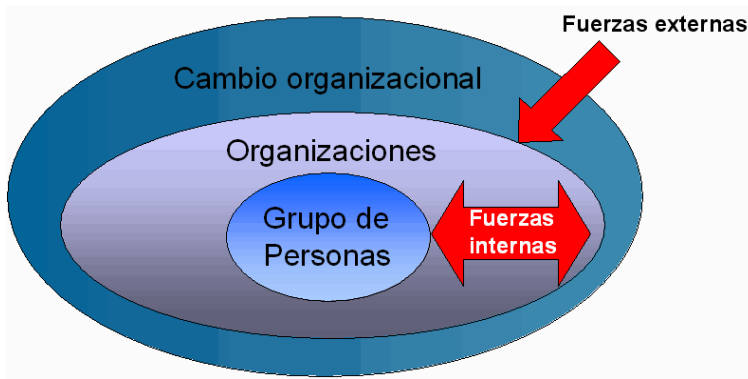 Fuerzas externas
Cambio organizacional
Organizaciones
Grupo de
Personas
Fuerzas
internas